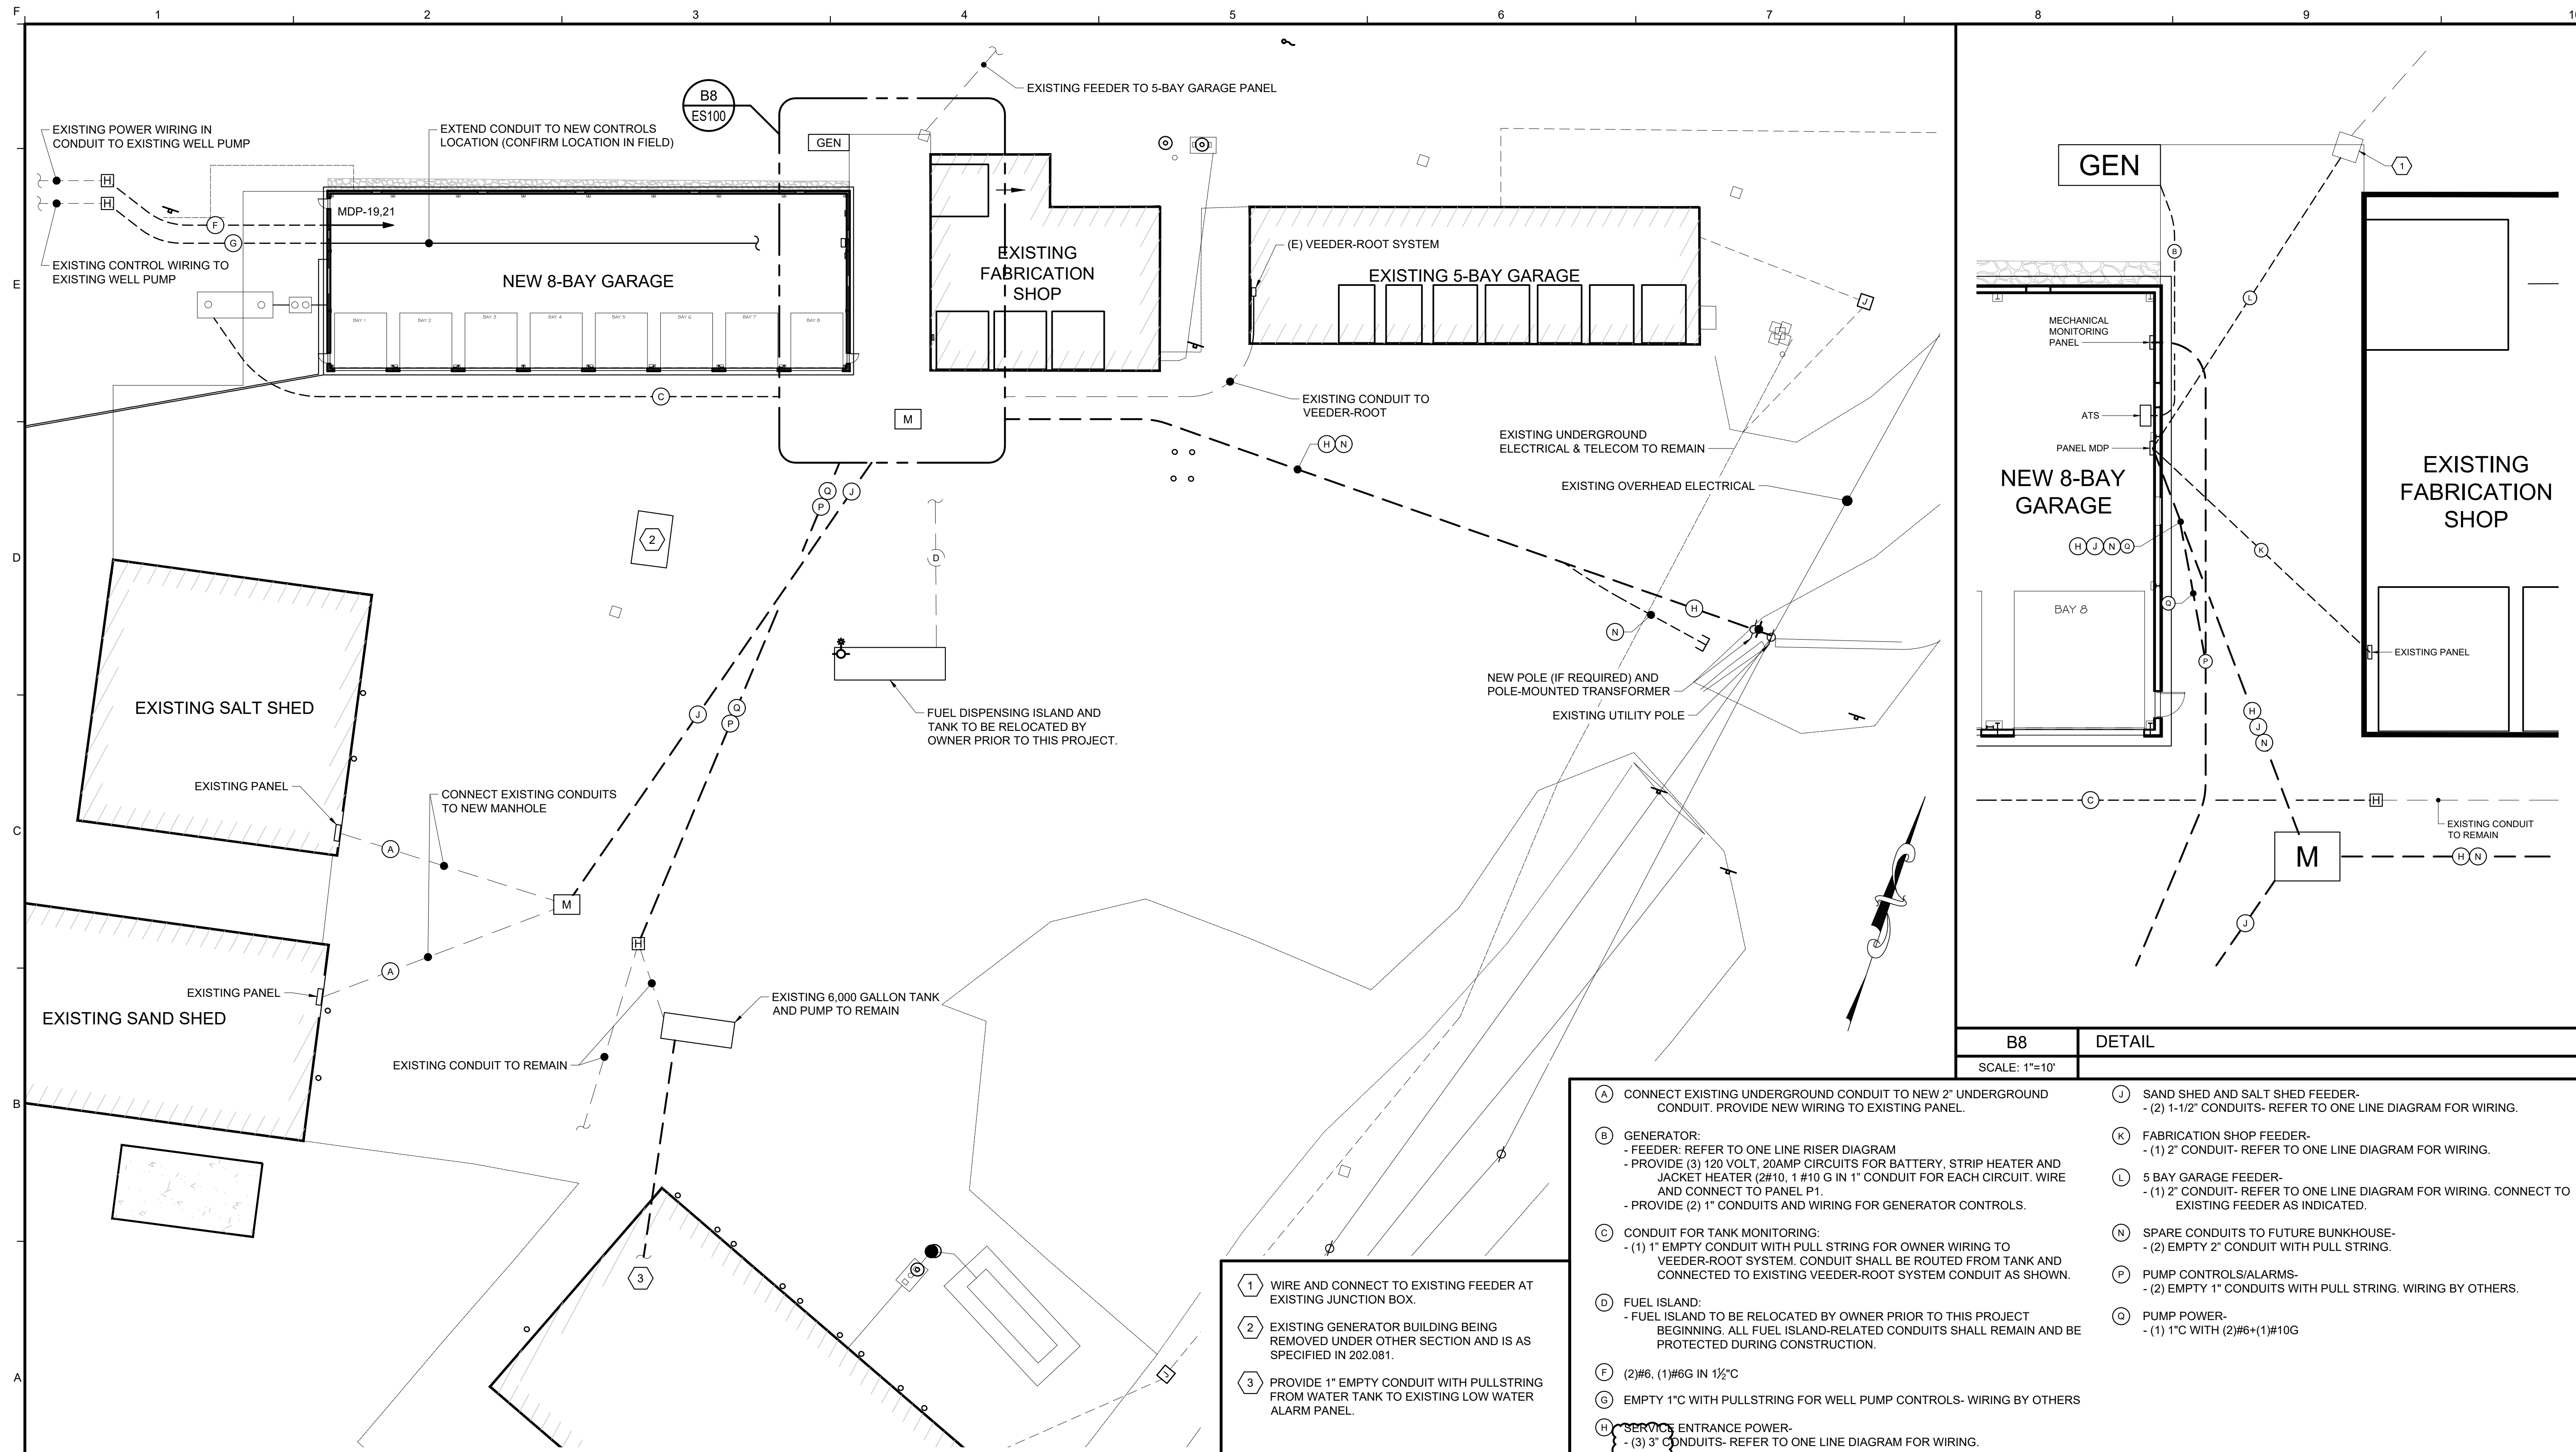 F
1
2
3
4
5
6
7
8
9
10
E
D
C
B
A
EXISTING POWER WIRING IN
CONDUIT TO EXISTING WELL PUMP
EXISTING CONTROL WIRING TO
EXISTING WELL PUMP
H
H
F
G
MDP-19,21
EXTEND CONDUIT TO NEW CONTROLS
LOCATION (CONFIRM LOCATION IN FIELD)
B8
ES100
GEN
EXISTING FEEDER TO 5-BAY GARAGE PANEL
NEW 8-BAY GARAGE
BAY 1
BAY 2
BAY 3
BAY 4
BAY 5
BAY 6
BAY 7
BAY 8
EXISTING
FABRICATION
SHOP
(E) VEEDER-ROOT SYSTEM
EXISTING 5-BAY GARAGE
J
C
M
EXISTING CONDUIT TO
VEEDER-ROOT
H N
EXISTING UNDERGROUND
ELECTRICAL & TELECOM TO REMAIN
EXISTING OVERHEAD ELECTRICAL
Q
P
J
2
D
H
N
NEW POLE (IF REQUIRED) AND
POLE-MOUNTED TRANSFORMER
EXISTING UTILITY POLE
FUEL DISPENSING ISLAND AND
TANK TO BE RELOCATED BY
OWNER PRIOR TO THIS PROJECT.
J
Q
P
EXISTING SALT SHED
EXISTING PANEL
A
CONNECT EXISTING CONDUITS
TO NEW MANHOLE
M
H
A
EXISTING PANEL
EXISTING SAND SHED
EXISTING 6,000 GALLON TANK
AND PUMP TO REMAIN
EXISTING CONDUIT TO REMAIN
3
J
GEN
1
B
L
MECHANICAL
MONITORING
PANEL
ATS
PANEL MDP
NEW 8-BAY
GARAGE
EXISTING
FABRICATION
SHOP
H J N Q
K
Q
BAY 8
P
EXISTING PANEL
H
J
N
C
H
EXISTING CONDUIT
TO REMAIN
M
H N
J
B8
DETAIL
SCALE: 1"=10'
1 WIRE AND CONNECT TO EXISTING FEEDER AT
EXISTING JUNCTION BOX.
2 EXISTING GENERATOR BUILDING BEING
REMOVED UNDER OTHER SECTION AND IS AS
SPECIFIED IN 202.081.
3 PROVIDE 1" EMPTY CONDUIT WITH PULLSTRING
FROM WATER TANK TO EXISTING LOW WATER
ALARM PANEL.
A CONNECT EXISTING UNDERGROUND CONDUIT TO NEW 2" UNDERGROUND
CONDUIT. PROVIDE NEW WIRING TO EXISTING PANEL.
B GENERATOR:
- FEEDER: REFER TO ONE LINE RISER DIAGRAM
- PROVIDE (3) 120 VOLT, 20AMP CIRCUITS FOR BATTERY, STRIP HEATER AND
JACKET HEATER (2#10, 1 #10 G IN 1" CONDUIT FOR EACH CIRCUIT. WIRE
AND CONNECT TO PANEL P1.
- PROVIDE (2) 1" CONDUITS AND WIRING FOR GENERATOR CONTROLS.
C CONDUIT FOR TANK MONITORING:
- (1) 1" EMPTY CONDUIT WITH PULL STRING FOR OWNER WIRING TO
VEEDER-ROOT SYSTEM. CONDUIT SHALL BE ROUTED FROM TANK AND
CONNECTED TO EXISTING VEEDER-ROOT SYSTEM CONDUIT AS SHOWN.
D FUEL ISLAND:
- FUEL ISLAND TO BE RELOCATED BY OWNER PRIOR TO THIS PROJECT
BEGINNING. ALL FUEL ISLAND-RELATED CONDUITS SHALL REMAIN AND BE
PROTECTED DURING CONSTRUCTION.
F (2)#6, (1)#6G IN 1½"C
G EMPTY 1"C WITH PULLSTRING FOR WELL PUMP CONTROLS- WIRING BY OTHERS
H SERVICE ENTRANCE POWER-
- (3) 3" CONDUITS- REFER TO ONE LINE DIAGRAM FOR WIRING.
J SAND SHED AND SALT SHED FEEDER-
- (2) 1-1/2" CONDUITS- REFER TO ONE LINE DIAGRAM FOR WIRING.
K FABRICATION SHOP FEEDER-
- (1) 2" CONDUIT- REFER TO ONE LINE DIAGRAM FOR WIRING.
L 5 BAY GARAGE FEEDER-
- (1) 2" CONDUIT- REFER TO ONE LINE DIAGRAM FOR WIRING. CONNECT TO
EXISTING FEEDER AS INDICATED.
N SPARE CONDUITS TO FUTURE BUNKHOUSE-
- (2) EMPTY 2" CONDUIT WITH PULL STRING.
P PUMP CONTROLS/ALARMS-
- (2) EMPTY 1" CONDUITS WITH PULL STRING. WIRING BY OTHERS.
Q PUMP POWER-
- (1) 1"C WITH (2)#6+(1)#10G